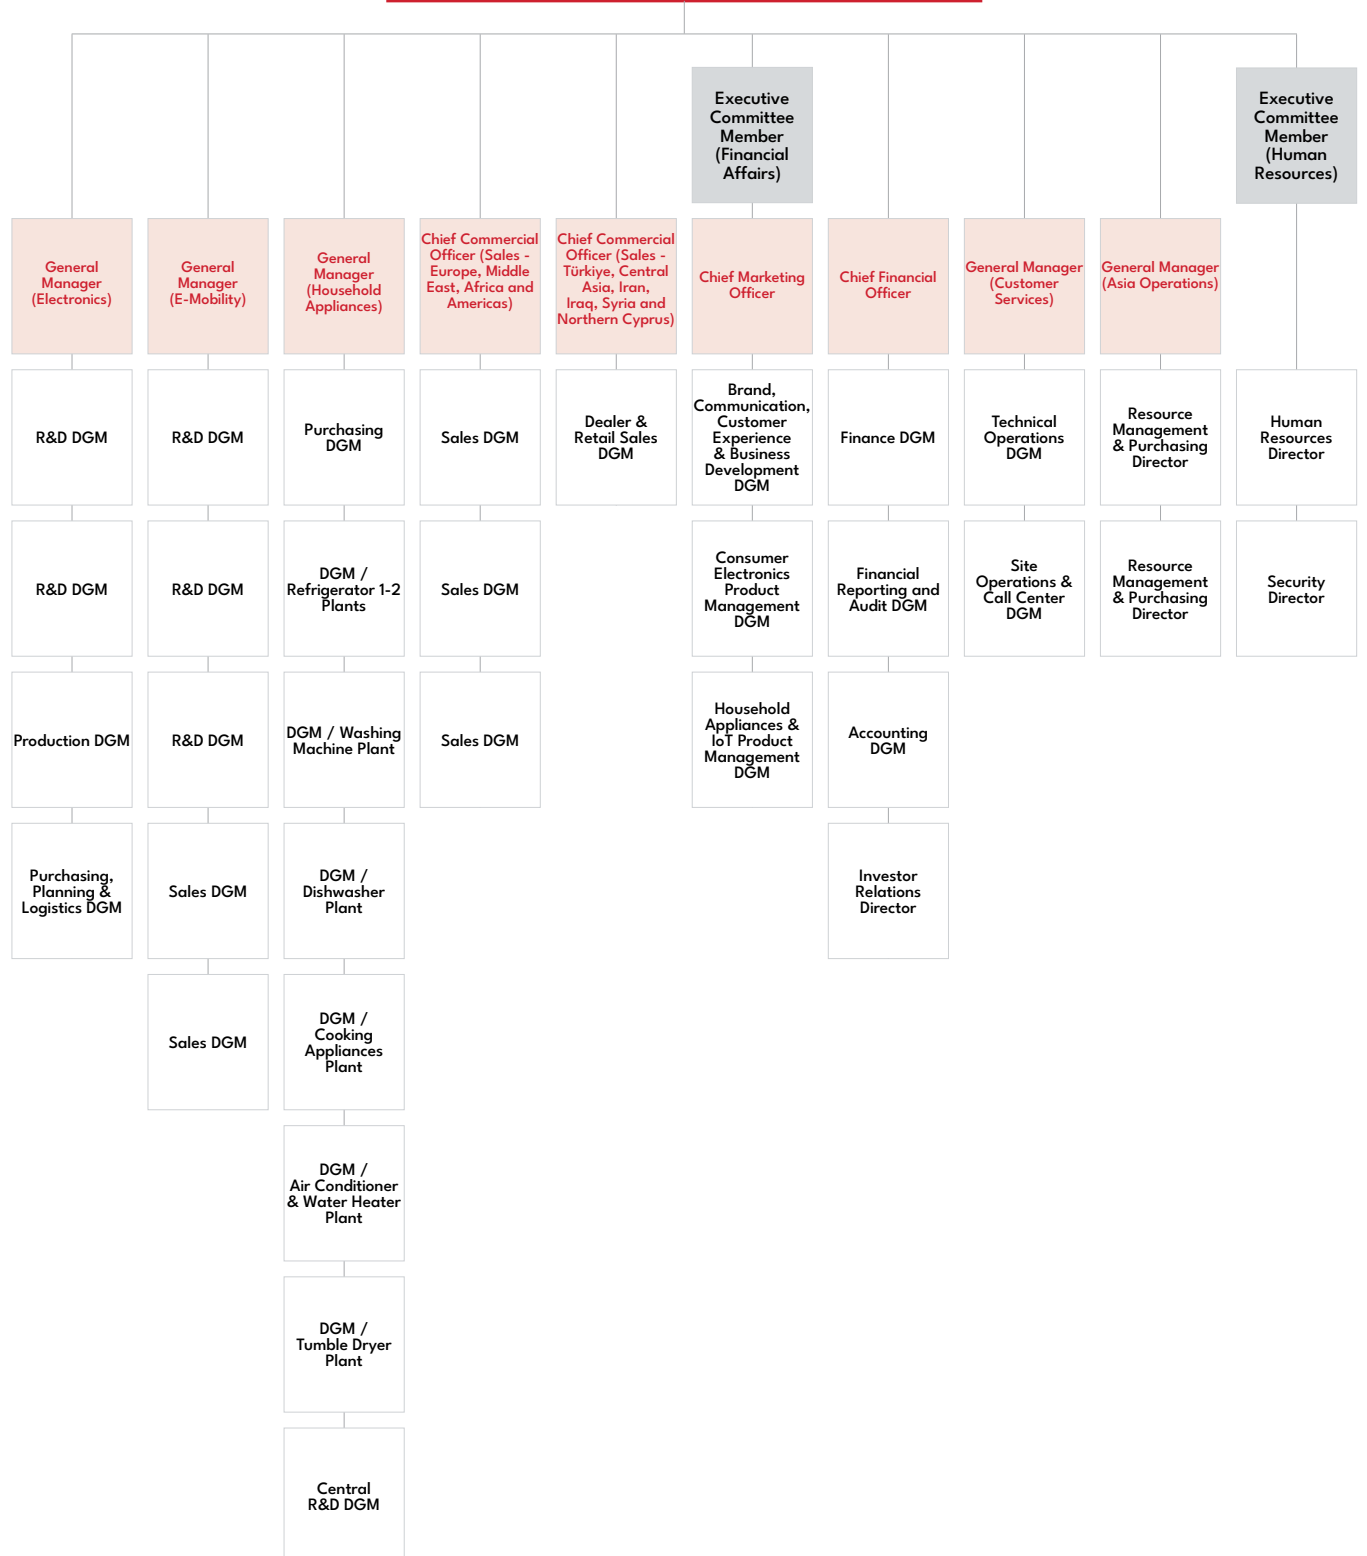 Executive
Committee
Member
(Financial
Affairs)
Executive
Committee
Member
(Human
Resources)
General
Manager
(Electronics)
General
Manager
(E-Mobility)
General
Manager
(Household
Appliances)
Chief Commercial
Officer (Sales -
Europe, Middle
East, Africa and
Americas)
Chief Commercial
Officer (Sales -
Türkiye, Central
Asia, Iran,
Iraq, Syria and
Northern Cyprus)
Chief Marketing
Officer
Chief Financial
Officer
General Manager
(Customer
Services)
General Manager
(Asia Operations)
R&D DGM
R&D DGM
Purchasing
DGM
Sales DGM
Dealer &
Retail Sales
DGM
Brand,
Communication,
Customer
Experience
& Business
Development
DGM
Finance DGM
Technical
Operations
DGM
Resource
Management
& Purchasing
Director
Human
Resources
Director
R&D DGM
R&D DGM
DGM /
Refrigerator 1-2
Plants
Sales DGM
Consumer
Electronics
Product
Management
DGM
Financial
Reporting and
Audit DGM
Site
Operations &
Call Center
DGM
Resource
Management
& Purchasing
Director
Security
Director
Production DGM
R&D DGM
DGM / Washing
Machine Plant
Sales DGM
Household
Appliances &
IoT Product
Management
DGM
Accounting
DGM
Purchasing,
Planning &
Logistics DGM
Sales DGM
DGM /
Dishwasher
Plant
Investor
Relations
Director
Sales DGM
DGM /
Cooking
Appliances
Plant
DGM /
Air Conditioner
& Water Heater
Plant
DGM /
Tumble Dryer
Plant
Central
R&D DGM